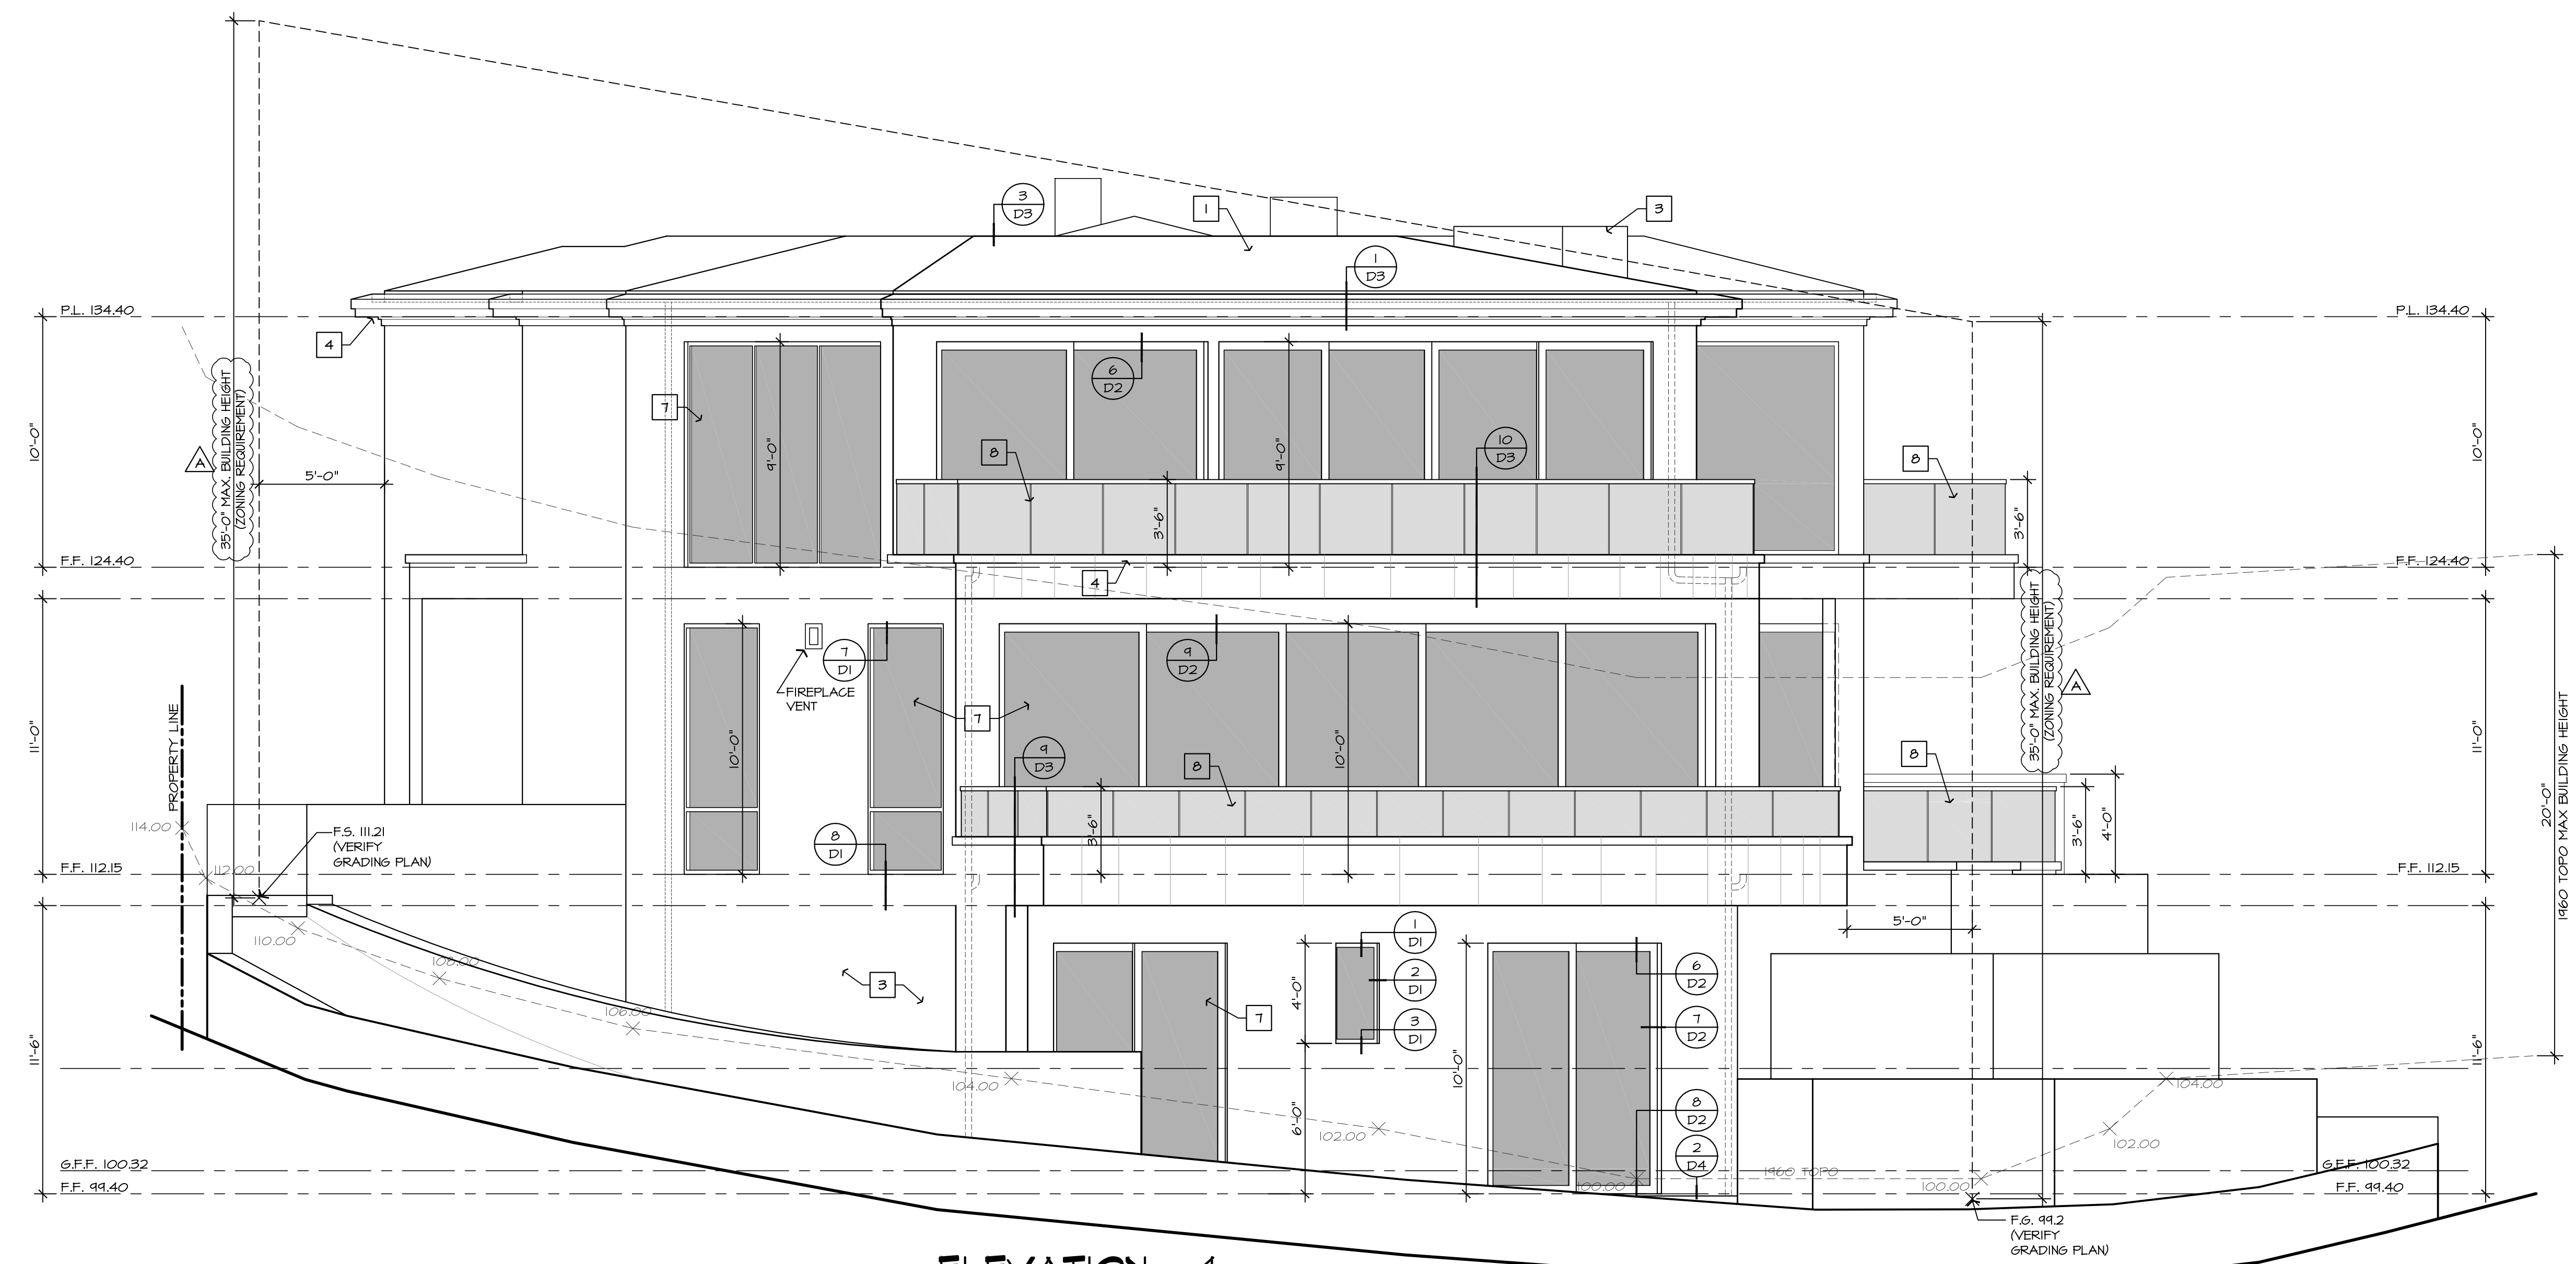 3
D3
1
3
1
D3
P.L. 134.40
P.L. 134.40
4
6
D2
7
10'-0"
35'-0" MAX. BUILDING HEIGHT
(ZONING REQUIREMENT)
A
5'-0"
9'-0"
8
9'-0"
10
D3
8
10'-0"
3'-6"
3'-6"
F.F. 124.40
F.F. 124.40
4
7
D1
9
D2
FIREPLACE
VENT
7
35'-0" MAX. BUILDING HEIGHT
(ZONING REQUIREMENT)
A
PROPERTY LINE
11'-0"
10'-0"
9
D3
8
10'-0"
8
11'-0"
20'-0"
1960 TOPO MAX BUILDING HEIGHT
114.00
F.S. 111.21
(VERIFY
GRADING PLAN)
8
D1
3'-6"
3'-6"
4'-0"
112.00
F.F. 112.15
F.F. 112.15
110.00
108.00
106.00
3
7
4'-0"
1
D1
2
D1
3
D1
5'-0"
6
D2
7
D2
11'-6"
11'-6"
104.00
6'-0"
10'-0"
102.00
8
D2
2
D4
104.00
102.00
G.F.F. 100.32
1960 TOPO
G.F.F. 100.32
F.F. 99.40
100.00
100.00
F.F. 99.40
F.G. 99.2
(VERIFY
GRADING PLAN)
ELEVATION